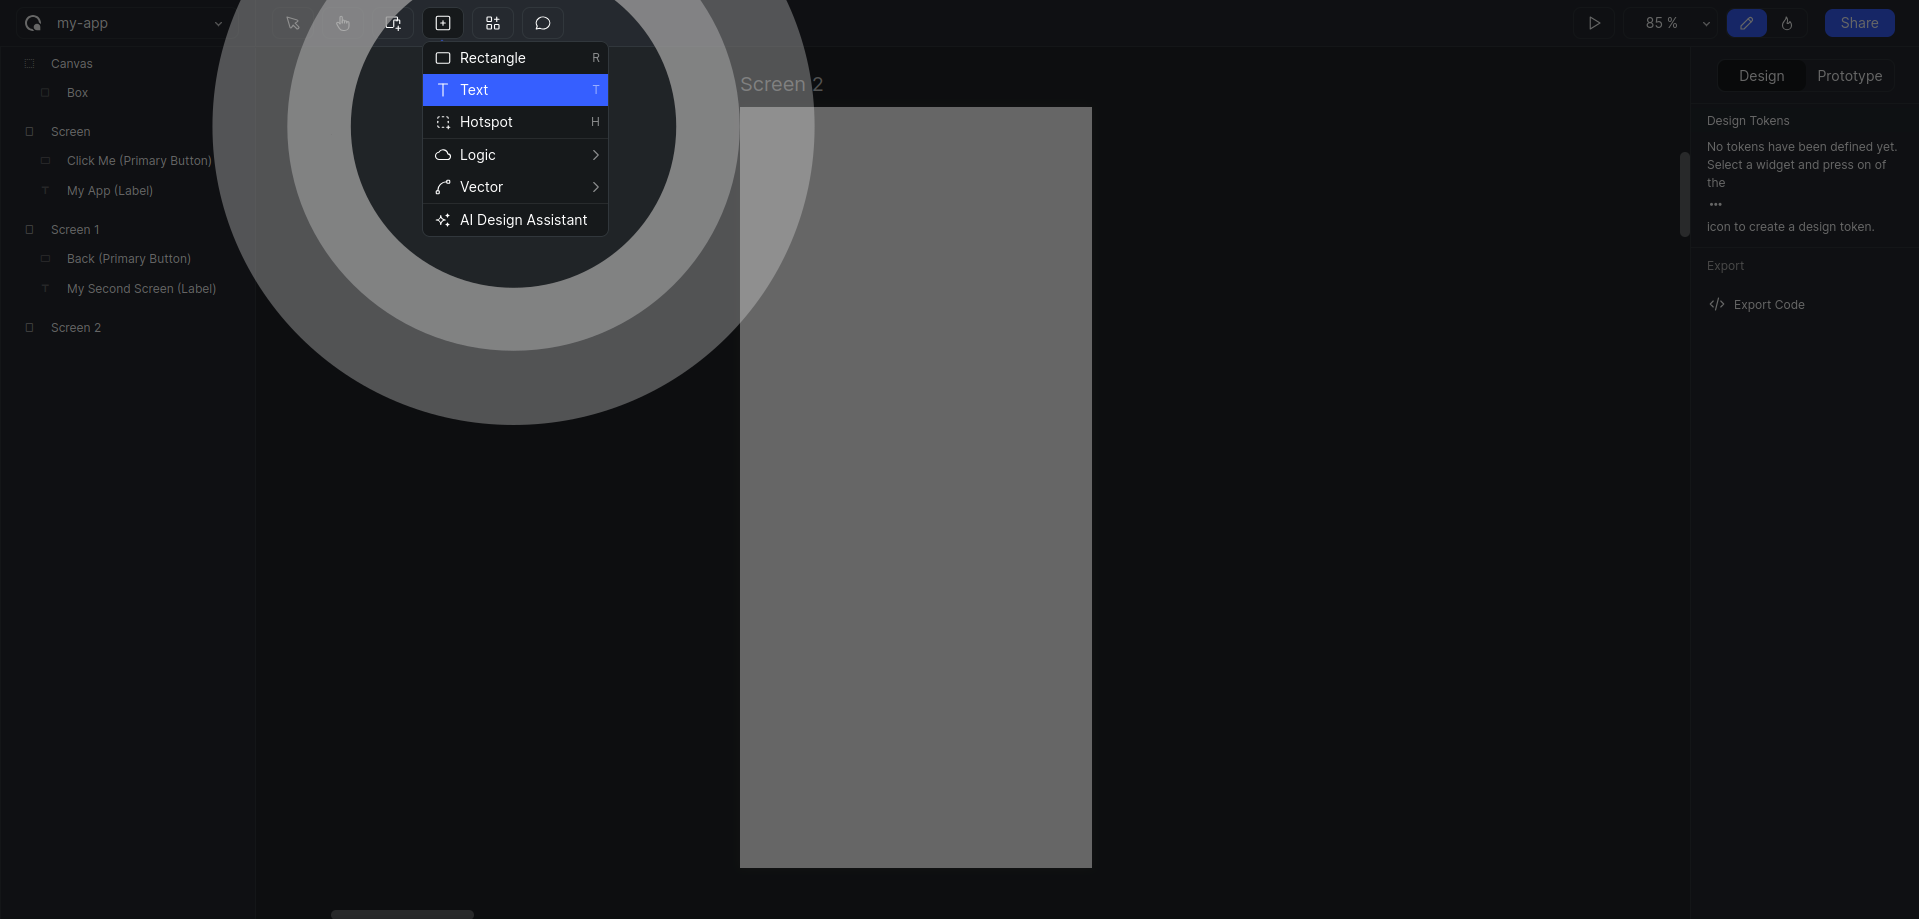 my-app
85 %
Share
Canvas
Box
Screen
Click Me (Primary Button)
My App (Label)
Screen 1
Back (Primary Button)
My Second Screen (Label)
Screen 2
Rectangle R
Text T
Hotspot H
Logic
Vector
AI Design Assistant
Screen 2
Design Prototype
Design Tokens
No tokens have been defined yet.
Select a widget and press on of
the
•••
icon to create a design token.
Export
Export Code